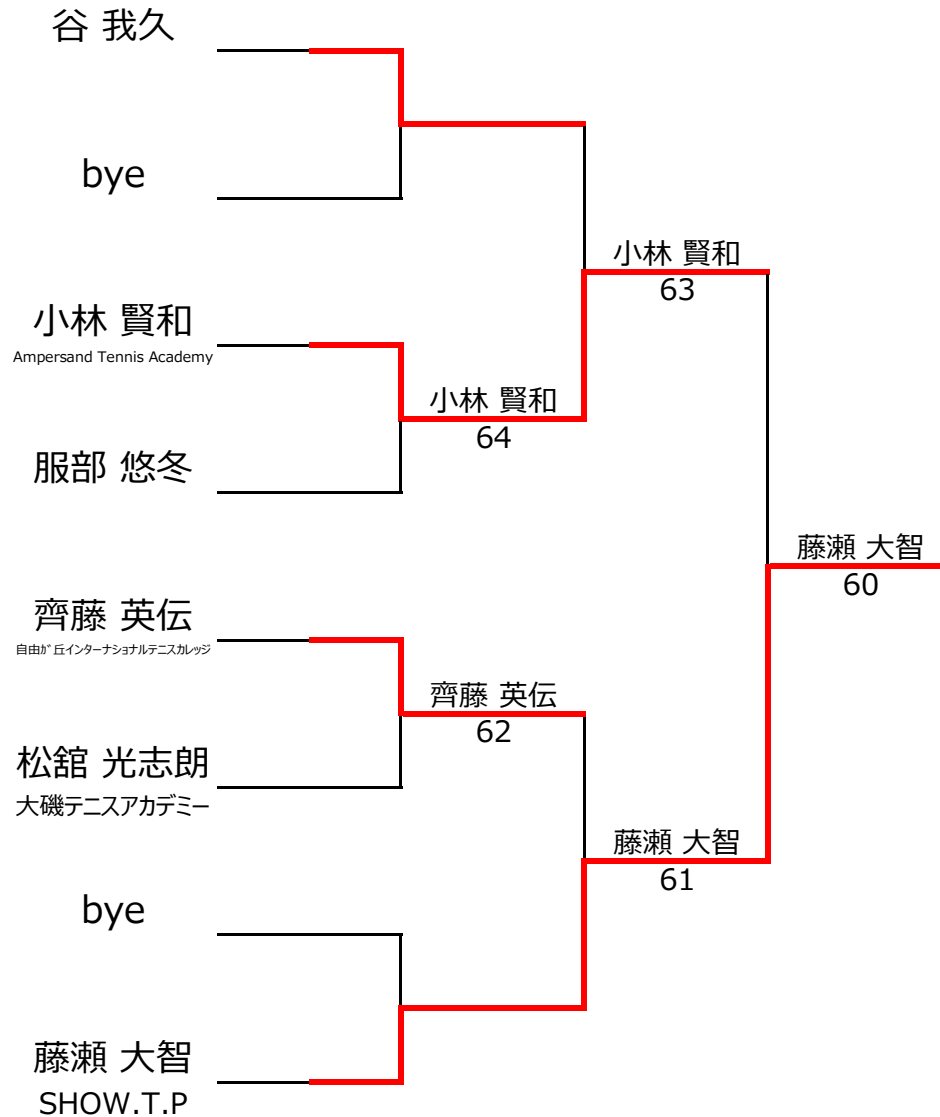 谷 我久
bye
小林 賢和
63
小林 賢和
Ampersand Tennis Academy
小林 賢和
64
服部 悠冬
藤瀬 大智
60
齊藤 英伝
自由が丘インターナショナルテニスカレッジ
齊藤 英伝
62
松舘 光志朗
大磯テニスアカデミー
藤瀬 大智
61
bye
藤瀬 大智
SHOW.T.P